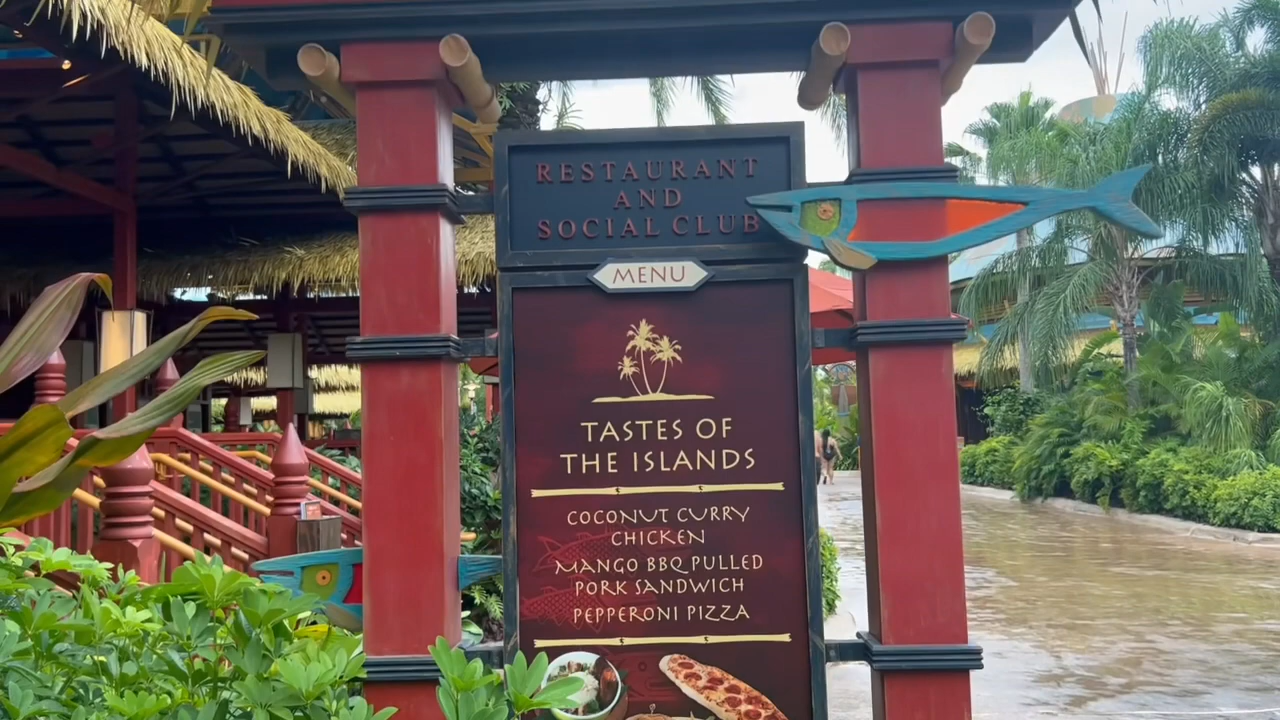 RESTAURANT
AND
SOCIAL CLUB
MENU
TASTES OF
THE ISLANDS
COCONUT CURRY
CHICKEN
MANGO BBQ PULLED
PORK SANDWICH
PEPPERONI PIZZA